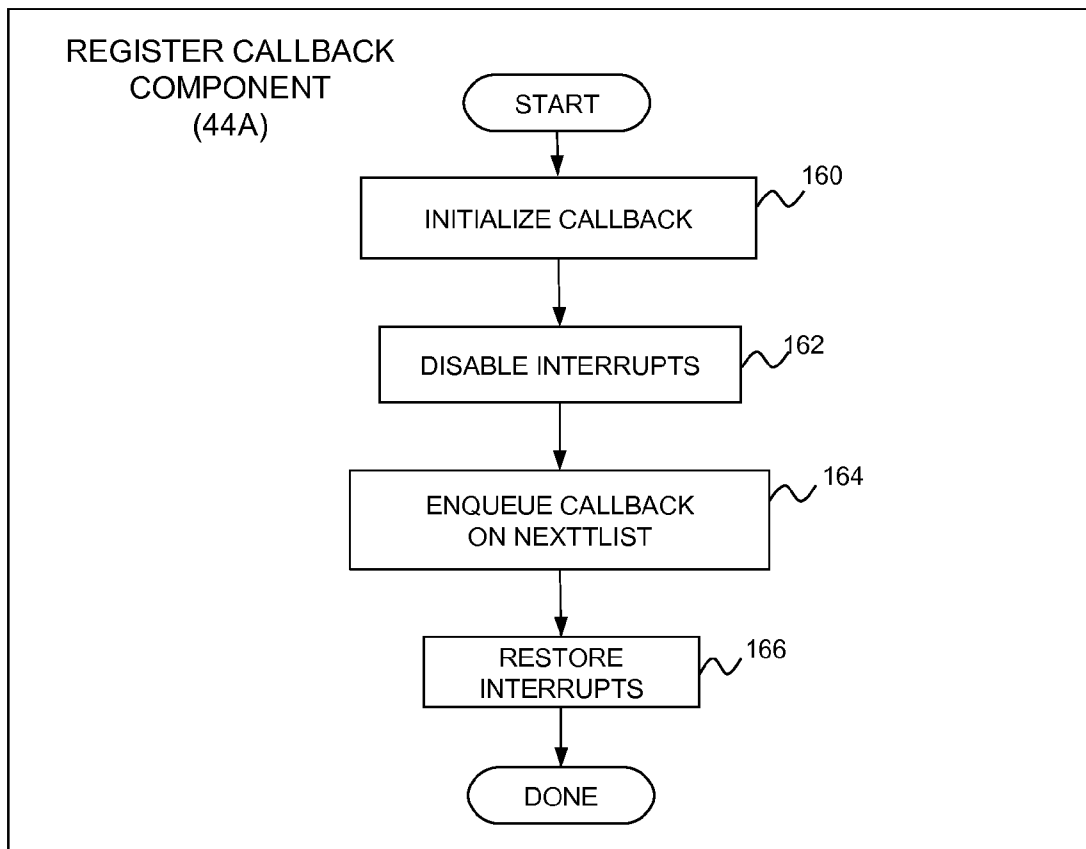 REGISTER CALLBACK
COMPONENT
(44A)
START
INITIALIZE CALLBACK
160
DISABLE INTERRUPTS
162
ENQUEUE CALLBACK
ON NEXTTLIST
164
RESTORE
INTERRUPTS
166
DONE